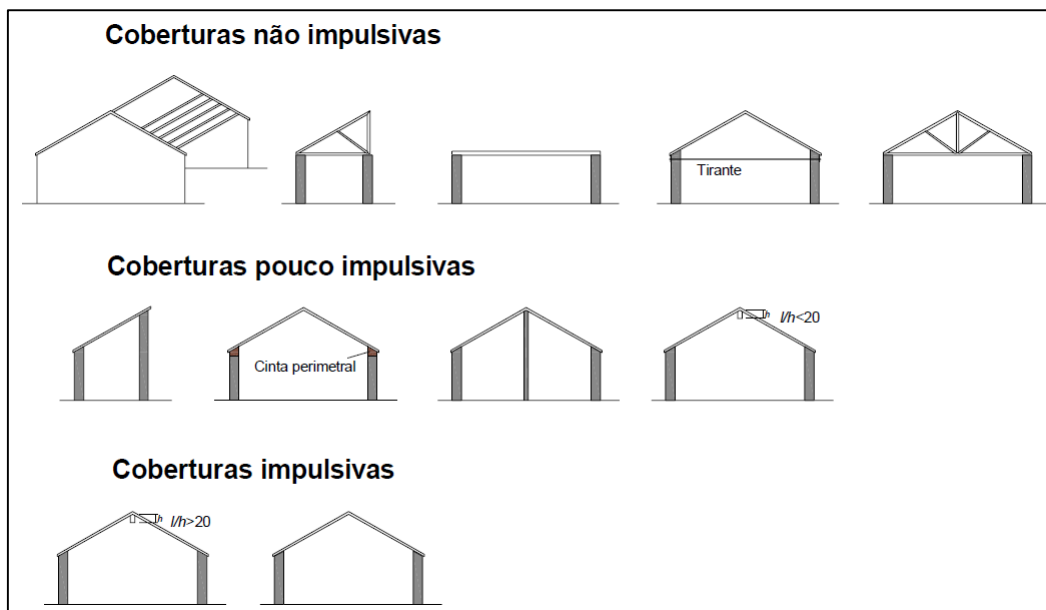 Coberturas não impulsivas
Tirante
Coberturas pouco impulsivas
Cinta perimetral
h l/h<20
Coberturas impulsivas
h l/h>20